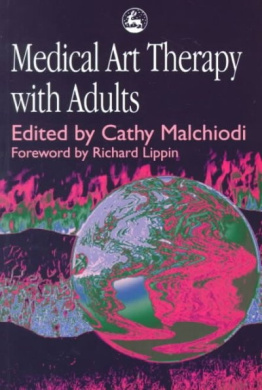 Medical Art Therapy
with Adults
Edited by Cathy Malchiodi
Foreword by Richard Lippin